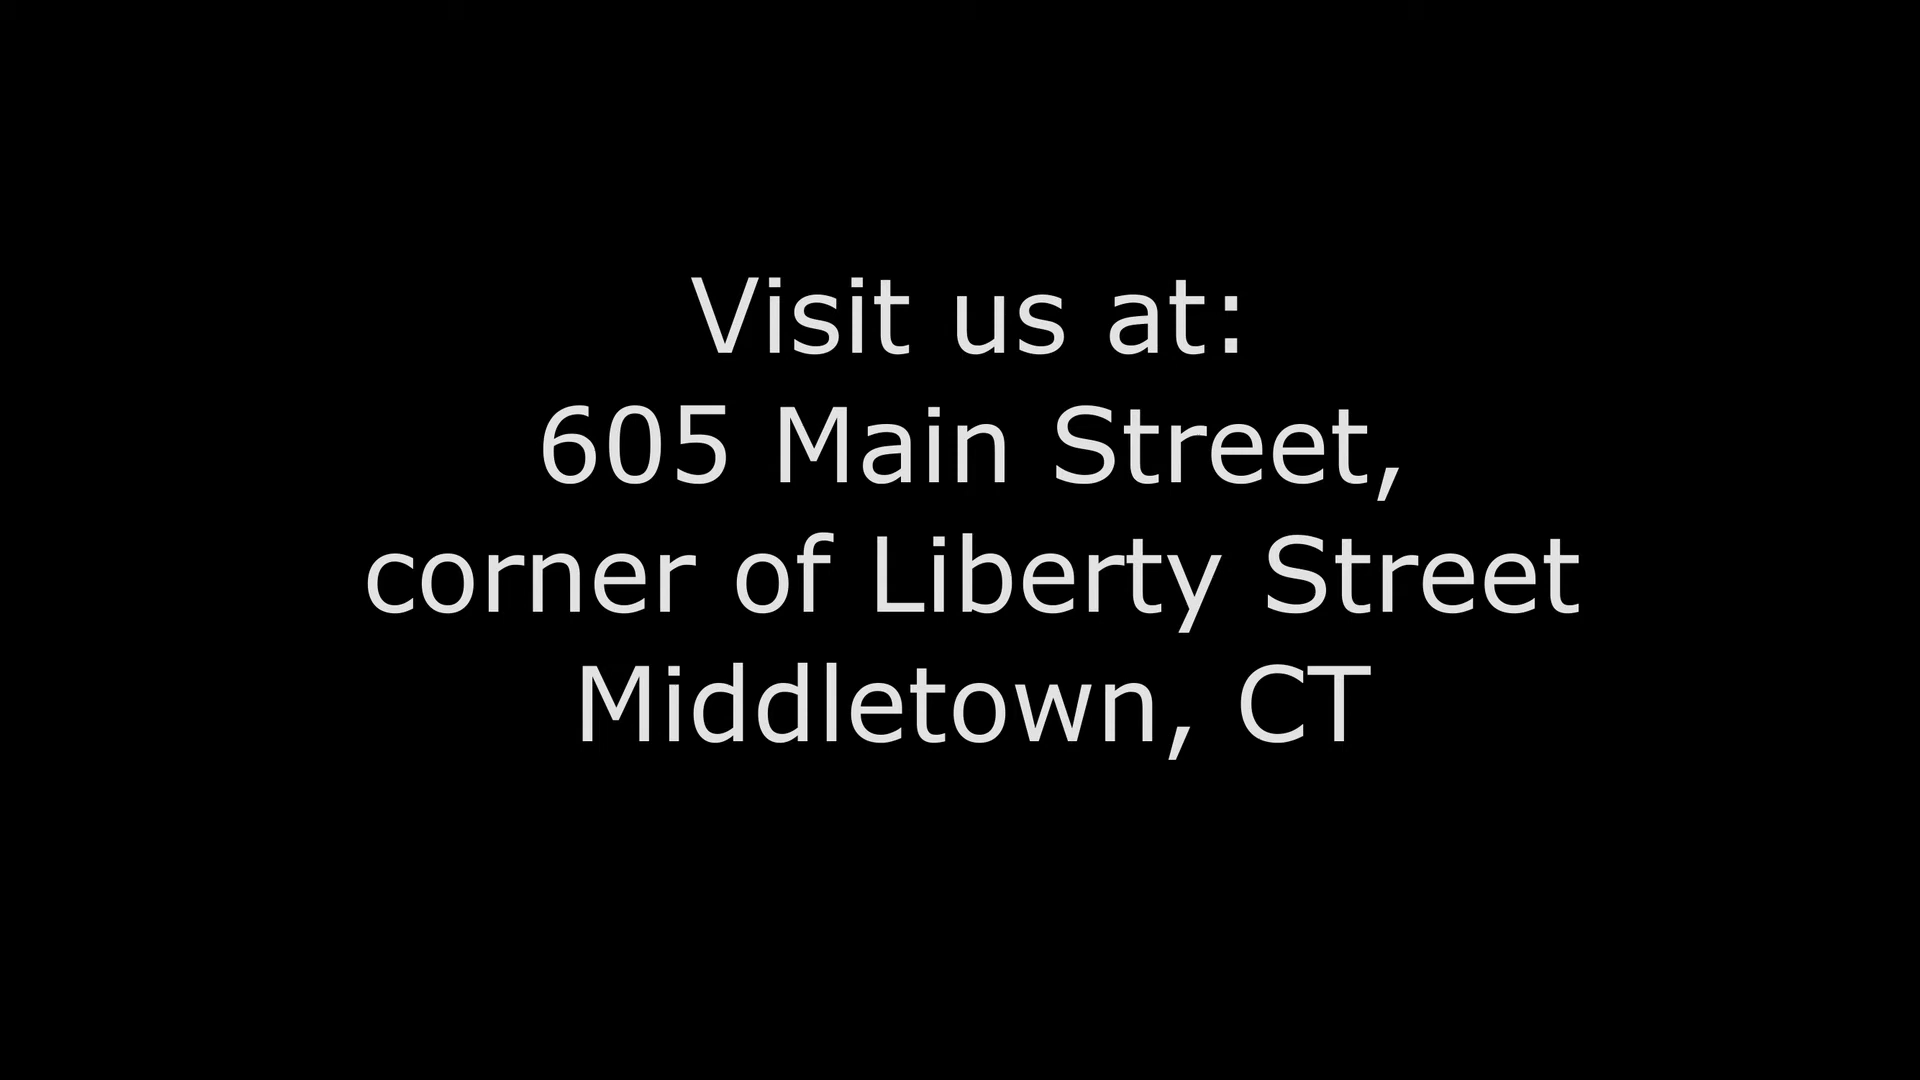 Visit us at:
605 Main Street,
corner of Liberty Street
Middletown, CT